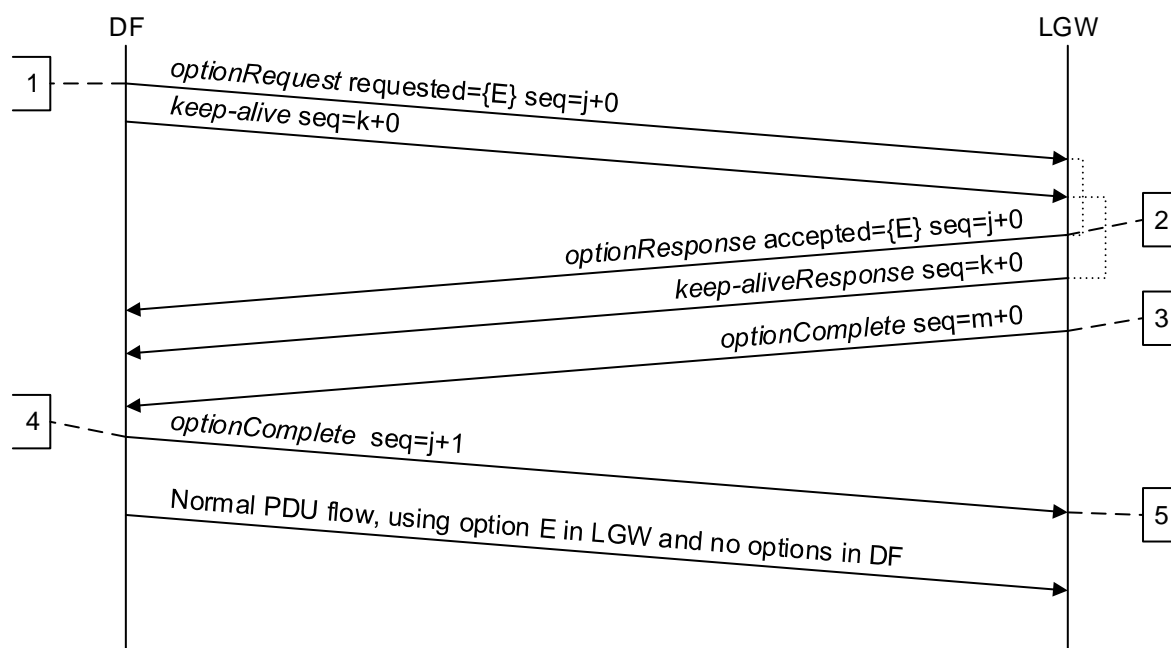 DF
LGW
1
optionRequest requested={E} seq=j+0
keep-alive seq=k+0
2
optionResponse accepted={E} seq=j+0
keep-aliveResponse seq=k+0
3
optionComplete seq=m+0
4
optionComplete seq=j+1
5
Normal PDU flow, using option E in LGW and no options in DF